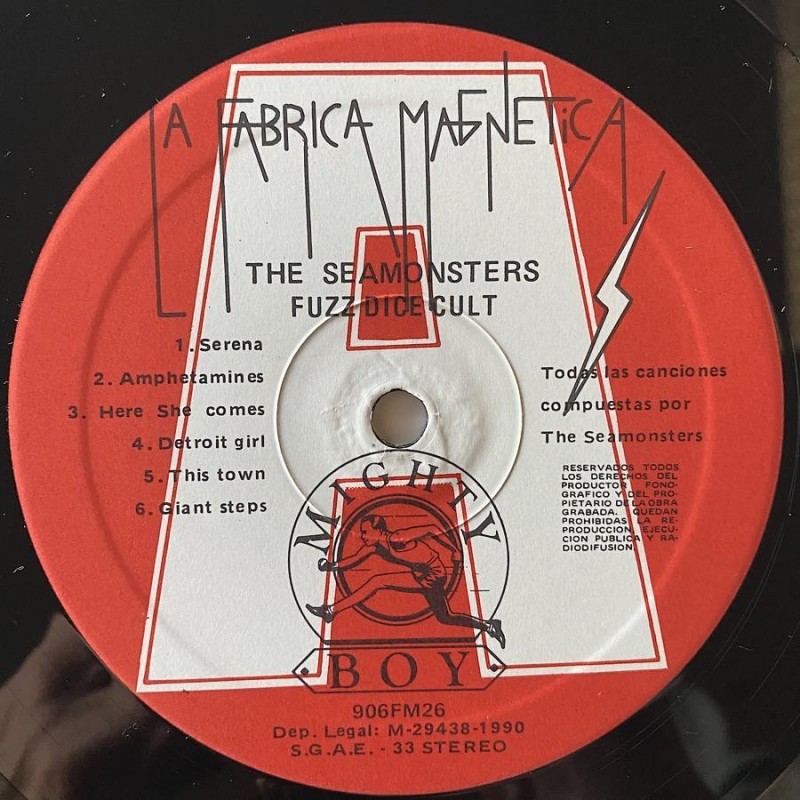 LA FABRICA MAGNETICA
THE SEAMONSTERS
FUZZ DICE CULT
1. Serena
2. Amphetamines
3. Here She comes
4. Detroit girl
5. This town
6. Giant steps
Todas las canciones
compuestas por
The Seamonsters
RESERVADOS TODOS
LOS DERECHOS DEL
PRODUCTOR FONO-
GRAFICO Y DEL PRO-
PIETARIO DE LA OBRA
GRABADA. QUEDAN
PROHIBIDAS LA RE-
PRODUCCION, EJECU-
CION PUBLICA Y RA-
DIODIFUSION.
MIGHTY
BOY
906FM26
Dep. Legal: M-29438-1990
S.G.A.E. - 33 STEREO